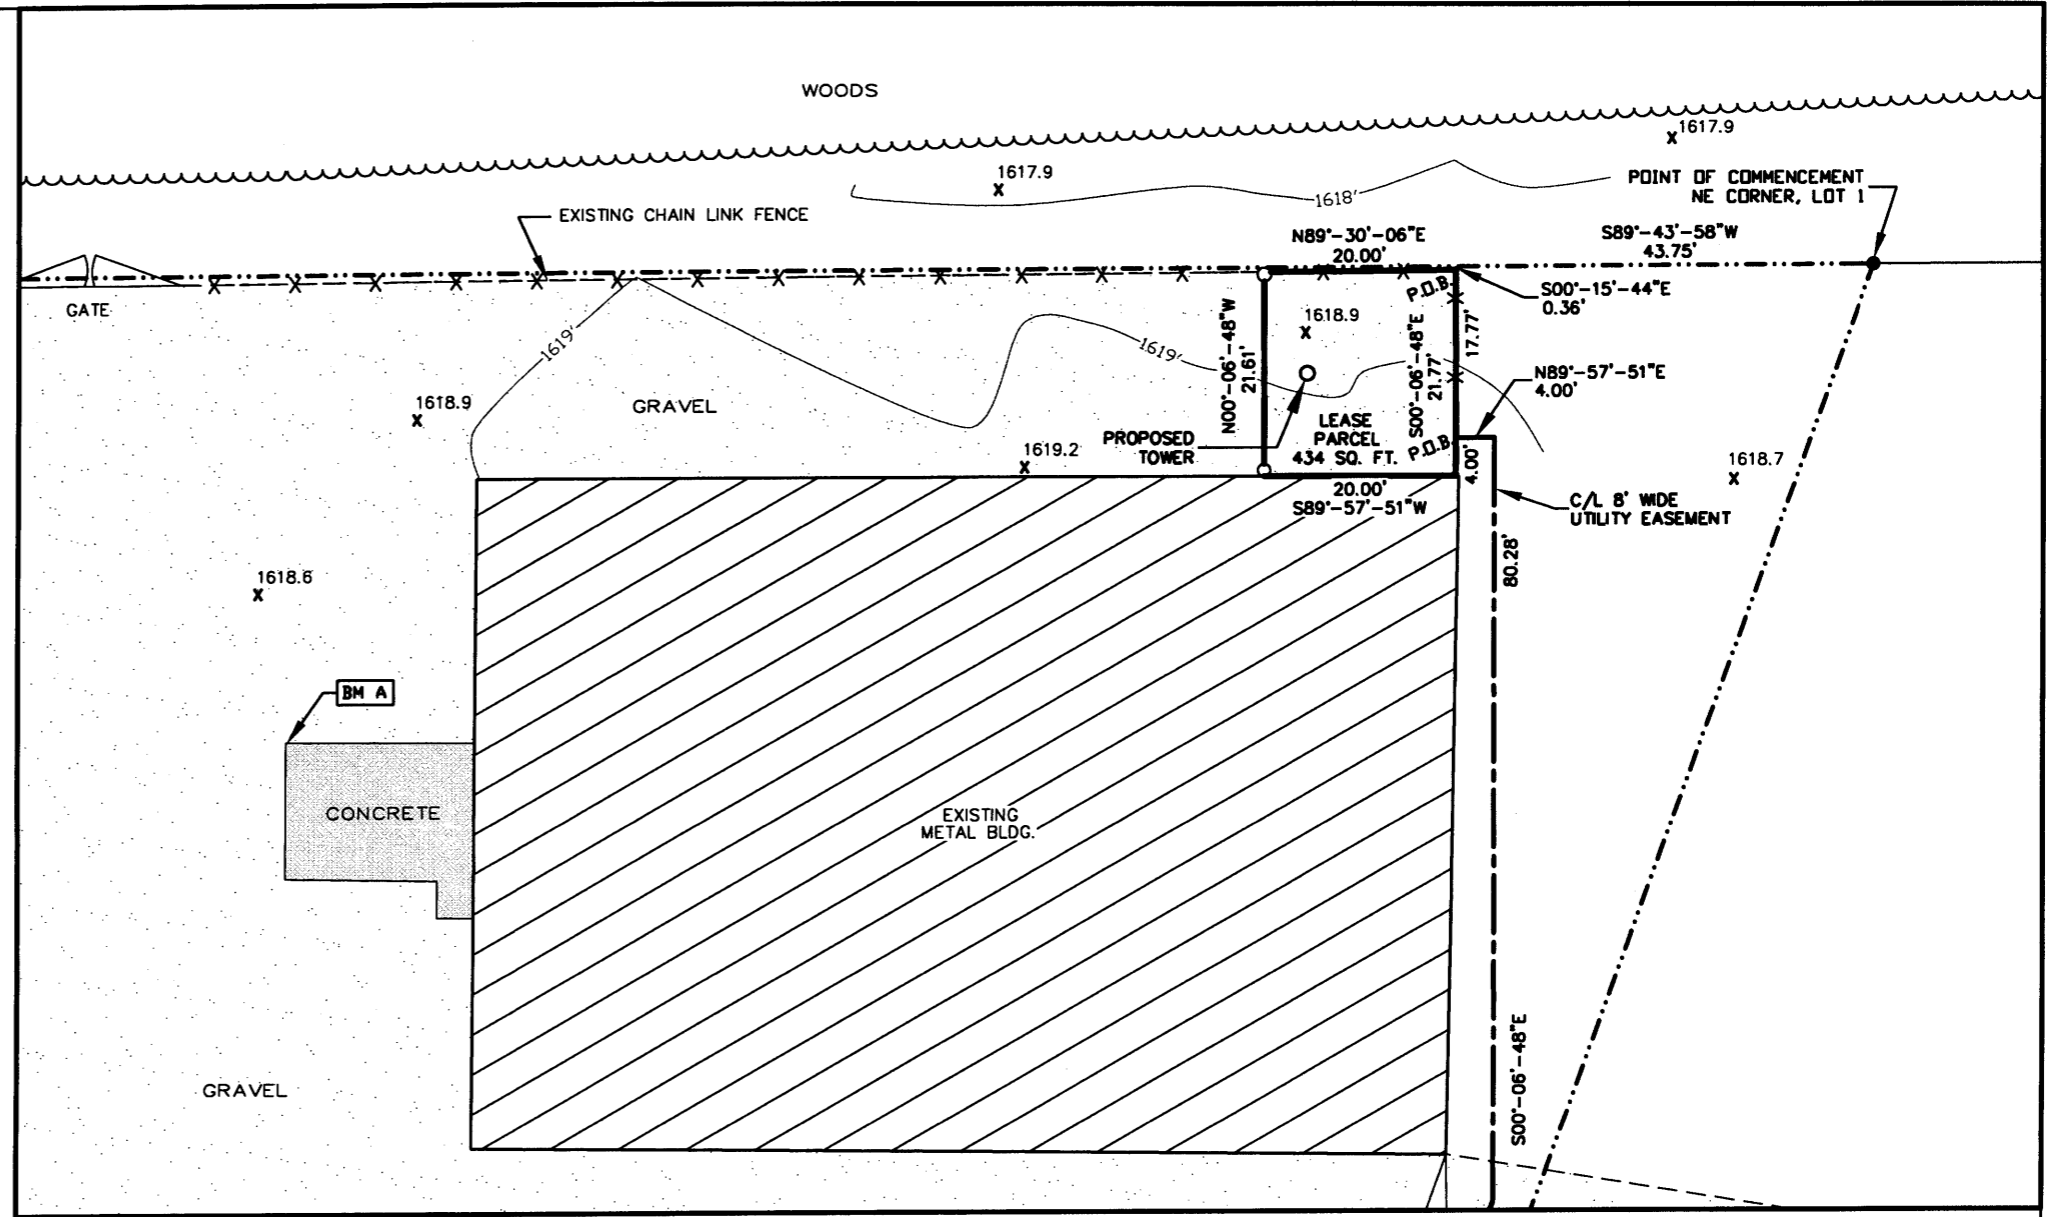 WOODS
1617.9
1617.9
POINT OF COMMENCEMENT
NE CORNER, LOT 1
1618'
EXISTING CHAIN LINK FENCE
N89°-30'-06"E
20.00'
S89°-43'-58"W
43.75'
GATE
P.O.B.
S00°-15'-44"E
0.36'
1618.9
1619'
1619'
N00°-06'-48"W
21.61'
S00°-06'-48"E
21.77'
17.77'
N89°-57'-51"E
4.00'
1618.9
GRAVEL
LEASE
PARCEL
434 SQ. FT.
P.O.B.
PROPOSED
TOWER
1619.2
4.00'
1618.7
20.00'
S89°-57'-51"W
C/L 8' WIDE
UTILITY EASEMENT
80.28'
1618.6
BM A
CONCRETE
EXISTING
METAL BLDG.
S00°-06'-48"E
GRAVEL